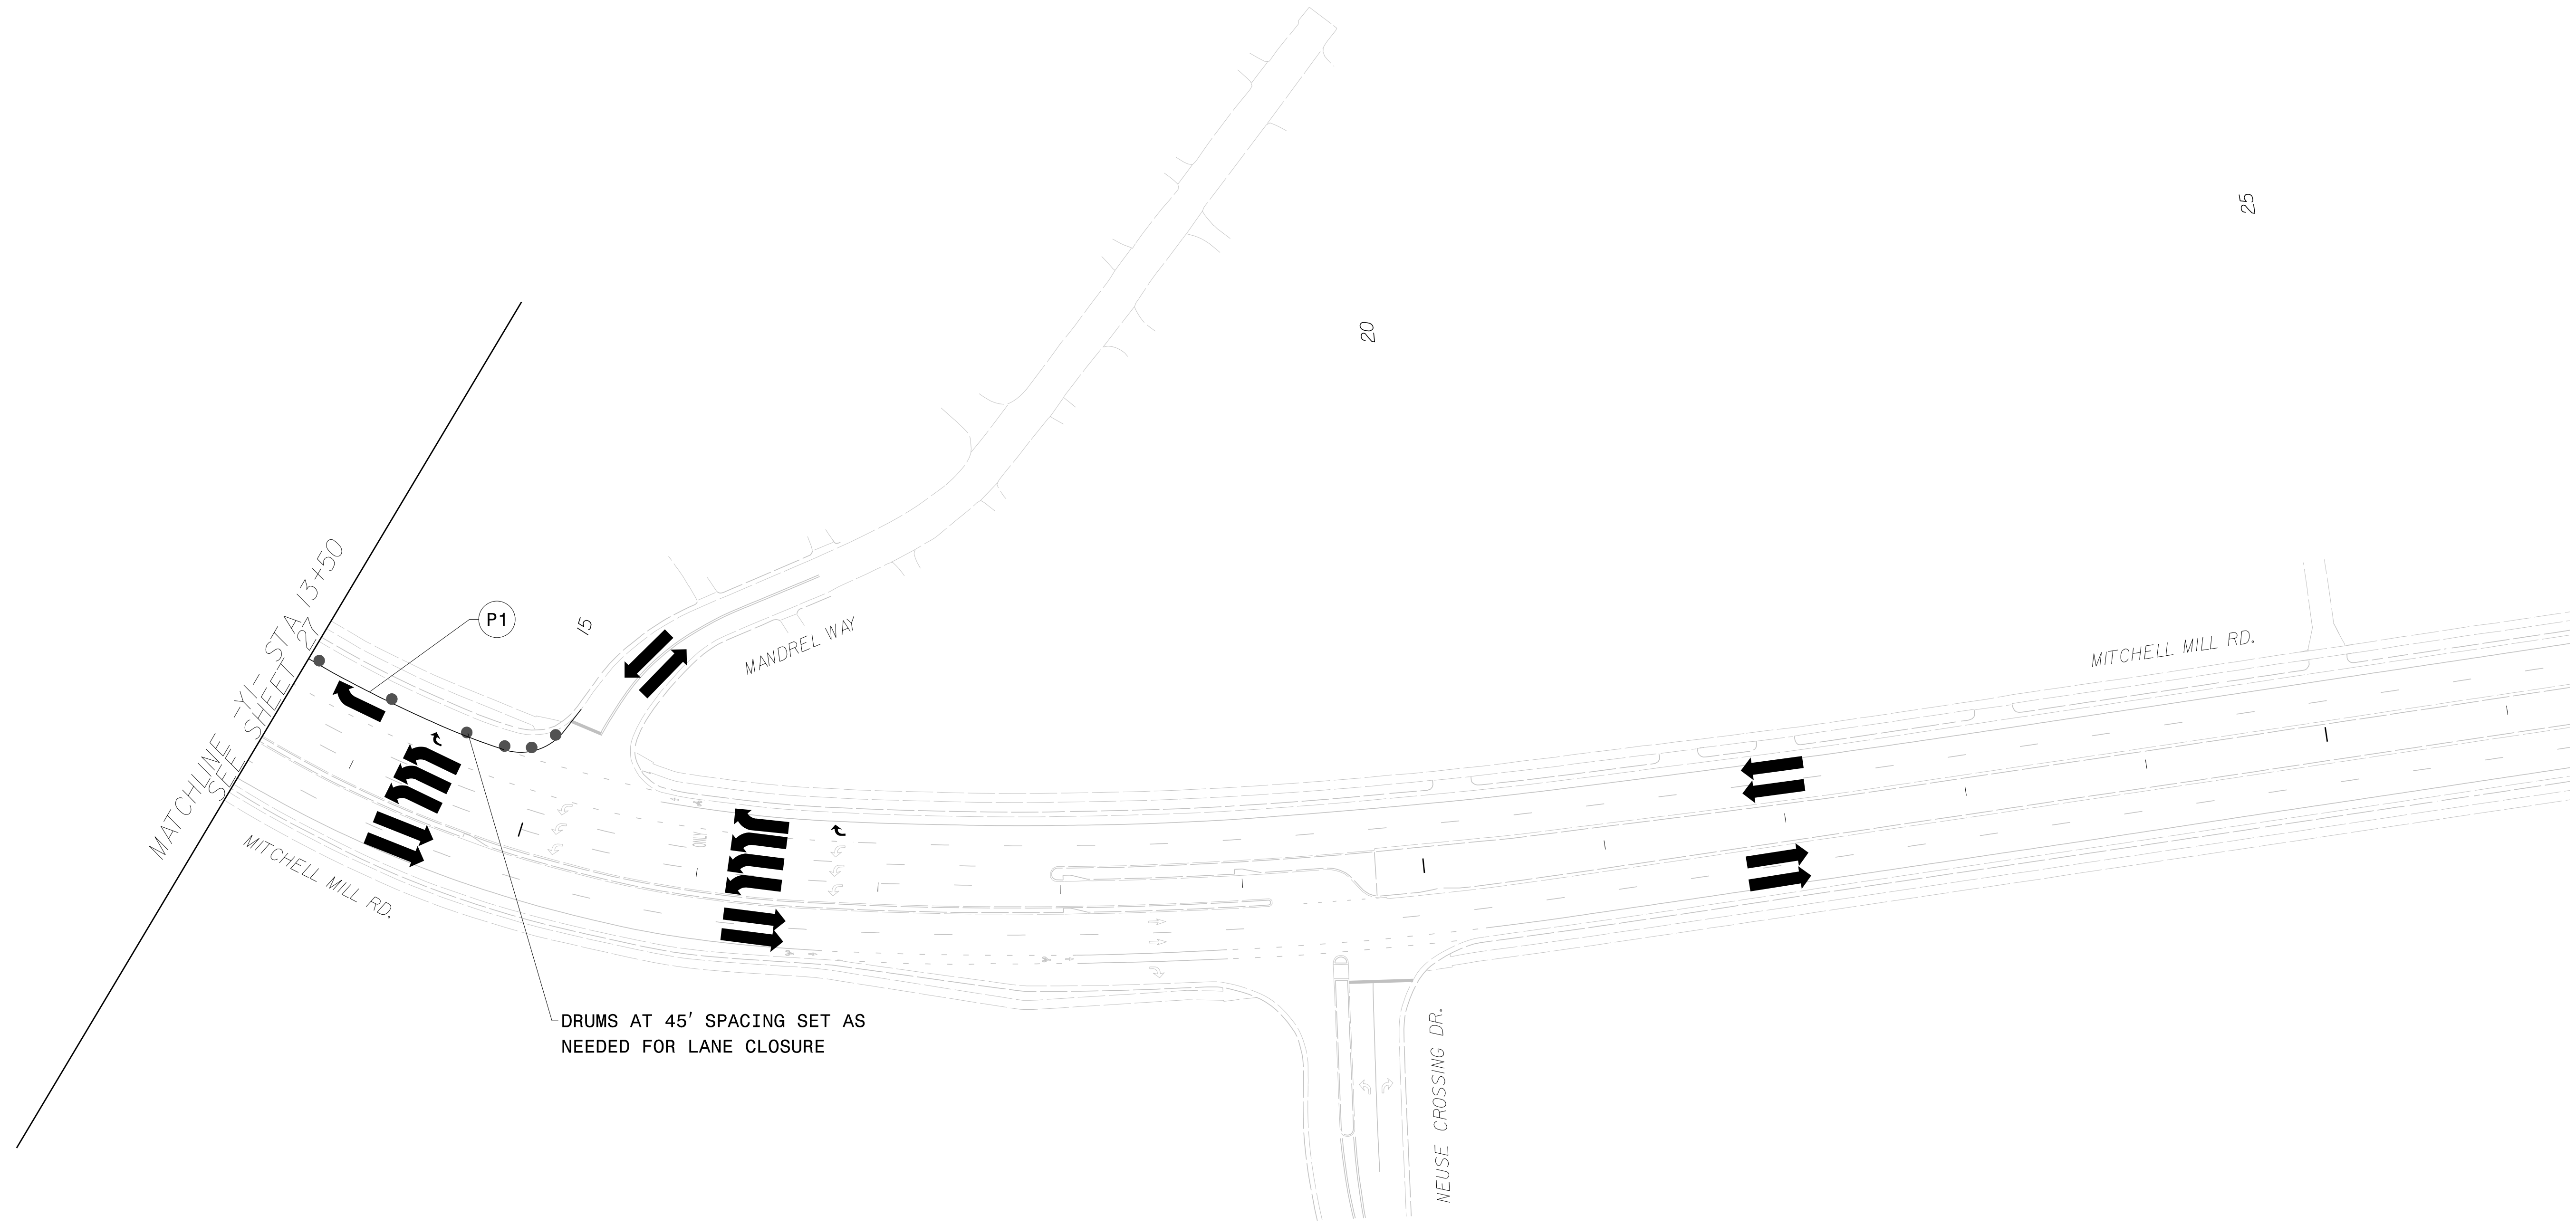 25
20
MATCHLINE -Y1- STA 13+50
SEE SHEET 27
P1
15
MANDREL WAY
MITCHELL MILL RD.
ONLY
MITCHELL MILL RD.
DRUMS AT 45' SPACING SET AS
NEEDED FOR LANE CLOSURE
NEUSE CROSSING DR.